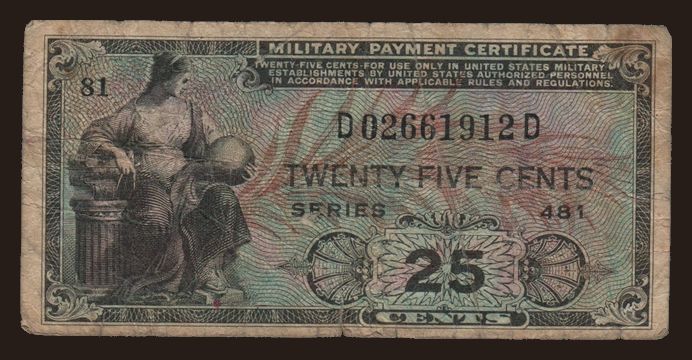 MILITARY PAYMENT CERTIFICATE
TWENTY-FIVE CENTS-FOR USE ONLY IN UNITED STATES MILITARY
ESTABLISHMENTS BY UNITED STATES AUTHORIZED PERSONNEL
IN ACCORDANCE WITH APPLICABLE RULES AND REGULATIONS.
81
D02661912D
TWENTY FIVE CENTS
SERIES 481
25
CENTS